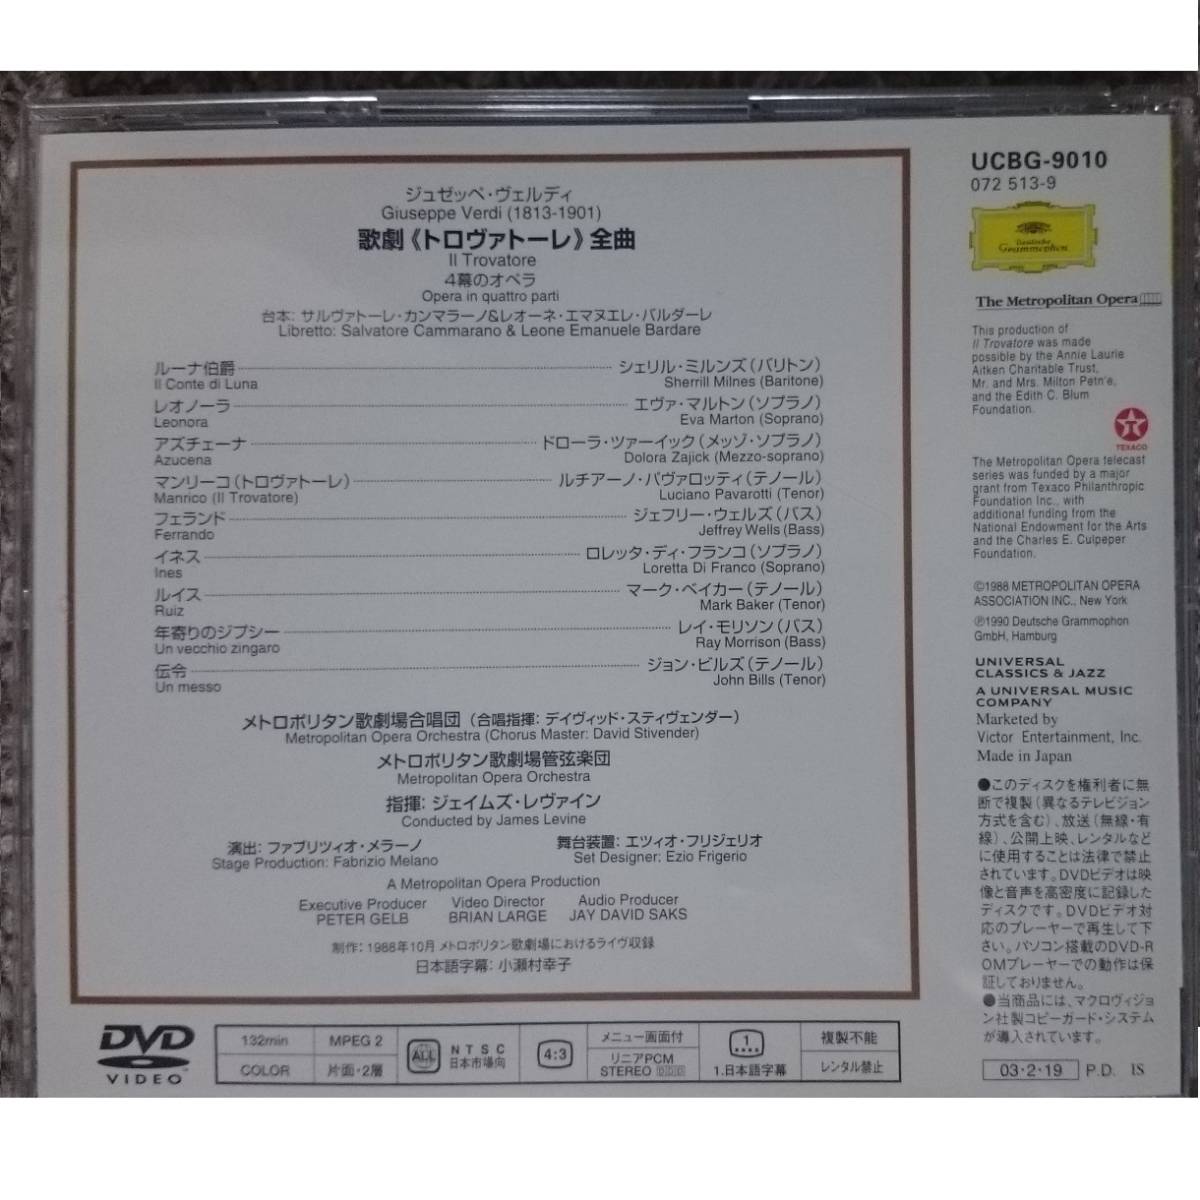 ジュゼッペ・ヴェルディ
Giuseppe Verdi (1813-1901)
歌劇《トロヴァトーレ》全曲
Il Trovatore
4幕のオペラ
Opera in quattro parti
台本: サルヴァトーレ・カンマラーノ&レオーネ・エマヌエレ・バルダーレ
Libretto: Salvatore Cammarano & Leone Emanuele Bardare
ルーナ伯爵 シェリル・ミルンズ(バリトン)
Il Conte di Luna Sherrill Milnes (Baritone)
レオノーラ エヴァ・マルトン(ソプラノ)
Leonora Eva Marton (Soprano)
アズチェーナ ドローラ・ツァーイック(メッゾ・ソプラノ)
Azucena Dolora Zajick (Mezzo-soprano)
マンリーコ(トロヴァトーレ) ルチアーノ・パヴァロッティ(テノール)
Manrico (Il Trovatore) Luciano Pavarotti (Tenor)
フェランド ジェフリー・ウェルズ(バス)
Ferrando Jeffrey Wells (Bass)
イネス ロレッタ・ディ・フランコ(ソプラノ)
Ines Loretta Di Franco (Soprano)
ルイス マーク・ベイカー(テノール)
Ruiz Mark Baker (Tenor)
年寄りのジプシー レイ・モリソン(バス)
Un vecchio zingaro Ray Morrison (Bass)
伝令 ジョン・ビルズ(テノール)
Un messo John Bills (Tenor)
メトロポリタン歌劇場合唱団(合唱指揮: デイヴィッド・スティヴェンダー)
Metropolitan Opera Orchestra (Chorus Master: David Stivender)
メトロポリタン歌劇場管弦楽団
Metropolitan Opera Orchestra
指揮: ジェイムズ・レヴァイン
Conducted by James Levine
演出: ファブリツィオ・メラーノ 舞台装置: エツィオ・フリジェリオ
Stage Production: Fabrizio Melano Set Designer: Ezio Frigerio
A Metropolitan Opera Production
Executive Producer Video Director Audio Producer
PETER GELB BRIAN LARGE JAY DAVID SAKS
制作: 1988年10月 メトロポリタン歌劇場におけるライヴ収録
日本語字幕: 小瀬村幸子
DVD
VIDEO
132min MPEG 2
COLOR 片面・2層
ALL
NTSC
日本市場向
4:3
メニュー画面付
リニアPCM
STEREO DDD
1
1.日本語字幕
複製不能
レンタル禁止
UCBG-9010
072 513-9
Deutsche
Grammophon
The Metropolitan Opera
This production of
Il Trovatore was made
possible by the Annie Laurie
Aitken Charitable Trust,
Mr. and Mrs. Milton Petrie,
and the Edith C. Blum
Foundation.
T
TEXACO
The Metropolitan Opera telecast
series was funded by a major
grant from Texaco Philanthropic
Foundation Inc., with
additional funding from the
National Endowment for the Arts
and the Charles E. Culpeper
Foundation.
©1988 METROPOLITAN OPERA
ASSOCIATION INC., New York
℗1990 Deutsche Grammophon
GmbH, Hamburg
UNIVERSAL
CLASSICS & JAZZ
A UNIVERSAL MUSIC
COMPANY
Marketed by
Victor Entertainment, Inc.
Made in Japan
●このディスクを権利者に無
断で複製(異なるテレビジョン
方式を含む)、放送(無線・有
線)、公開上映、レンタルなど
に使用することは法律で禁止
されています。DVDビデオは映
像と音声を高密度に記録した
ディスクです。DVDビデオ対
応のプレーヤーで再生して下
さい。パソコン搭載のDVD-R
OMプレーヤーでの動作は保
証しておりません。
●当商品には、マクロヴィジョ
ン社製コピーガード・システム
が導入されています。
03・2・19 P.D. IS